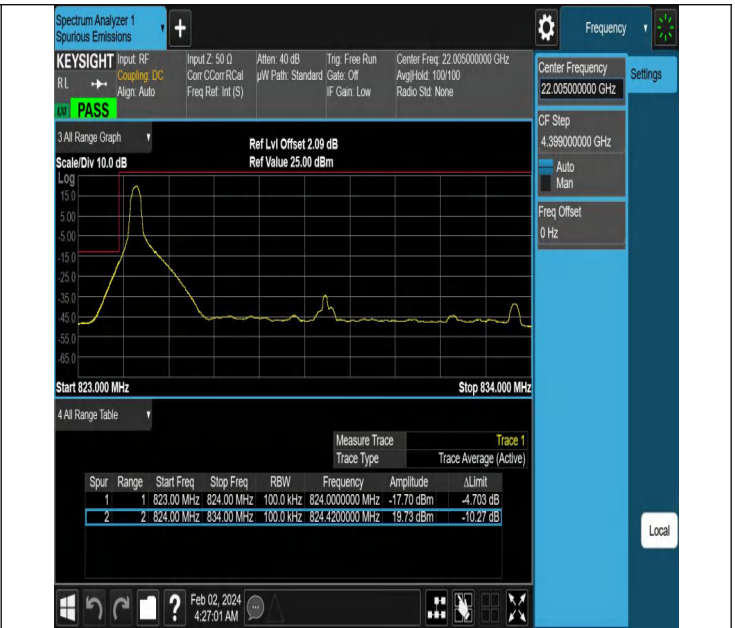 Spectrum Analyzer 1
Spurious Emissions
Frequency
KEYSIGHT
RL
LXI
PASS
Input: RF
Coupling: DC
Align: Auto
Input Z: 50 Ω
Corr CCorr RCal
Freq Ref: Int (S)
Atten: 40 dB
µW Path: Standard
Trig: Free Run
Gate: Off
IF Gain: Low
Center Freq: 22.005000000 GHz
Avg|Hold: 100/100
Radio Std: None
Center Frequency
22.005000000 GHz
Settings
CF Step
4.399000000 GHz
Auto
Man
Freq Offset
0 Hz
3 All Range Graph
Scale/Div 10.0 dB
Ref Lvl Offset 2.09 dB
Ref Value 25.00 dBm
Log
15.0
5.00
-5.00
-15.0
-25.0
-35.0
-45.0
-55.0
-65.0
Start 823.000 MHz
Stop 834.000 MHz
4 All Range Table
Measure Trace Trace 1
Trace Type Trace Average (Active)
Spur Range Start Freq Stop Freq RBW Frequency Amplitude ΔLimit
1 1 823.00 MHz 824.00 MHz 100.0 kHz 824.0000000 MHz -17.70 dBm -4.703 dB
2 2 824.00 MHz 834.00 MHz 100.0 kHz 824.4200000 MHz 19.73 dBm -10.27 dB
Local
Feb 02, 2024
4:27:01 AM